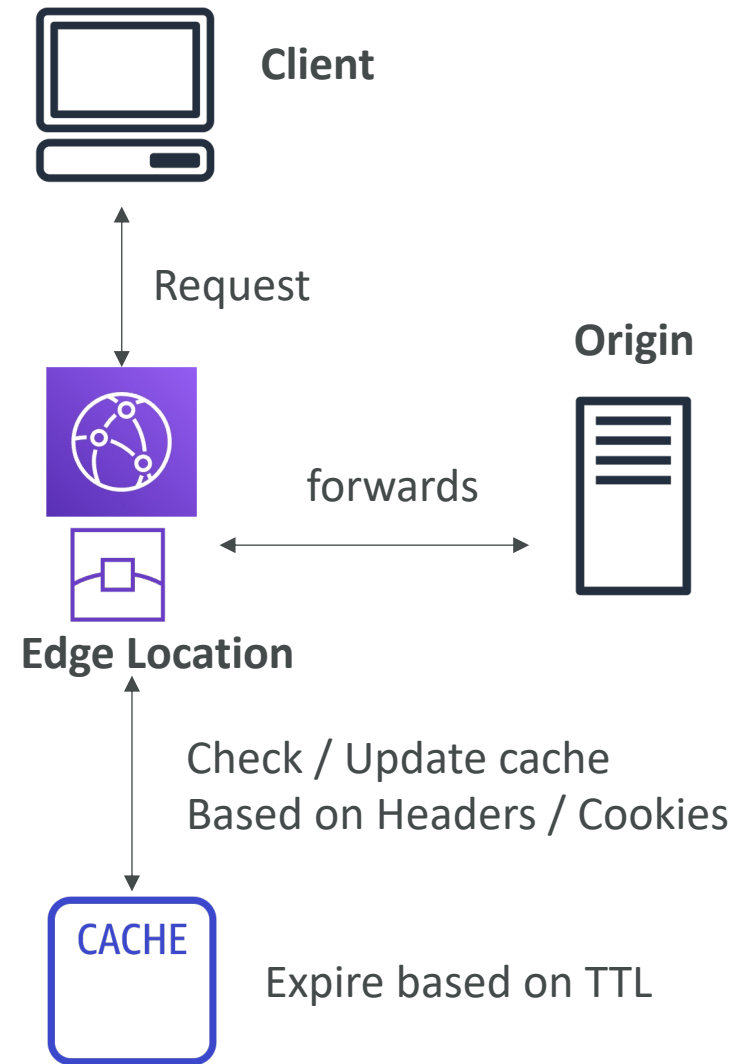 Client
Request
Origin
forwards
Edge Location
Check / Update cache
Based on Headers / Cookies
CACHE
Expire based on TTL